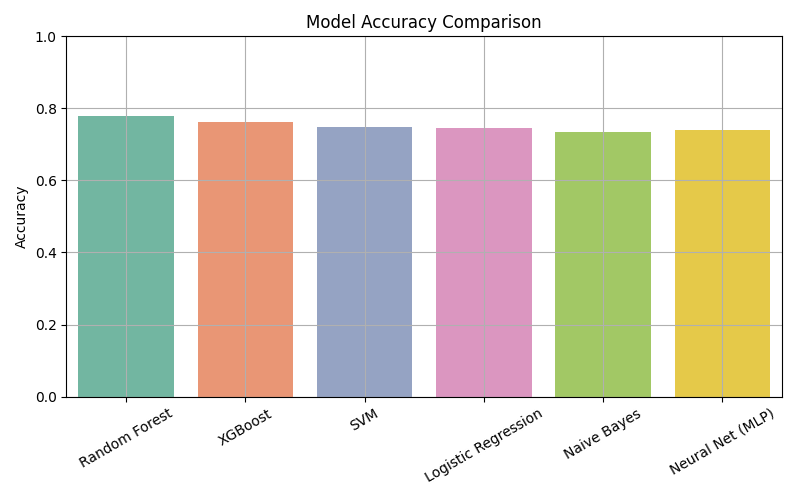 Model Accuracy Comparison
1.0
0.8
0.6
0.4
0.2
0.0
Accuracy
Random Forest
XGBoost
SVM
Logistic Regression
Naive Bayes
Neural Net (MLP)